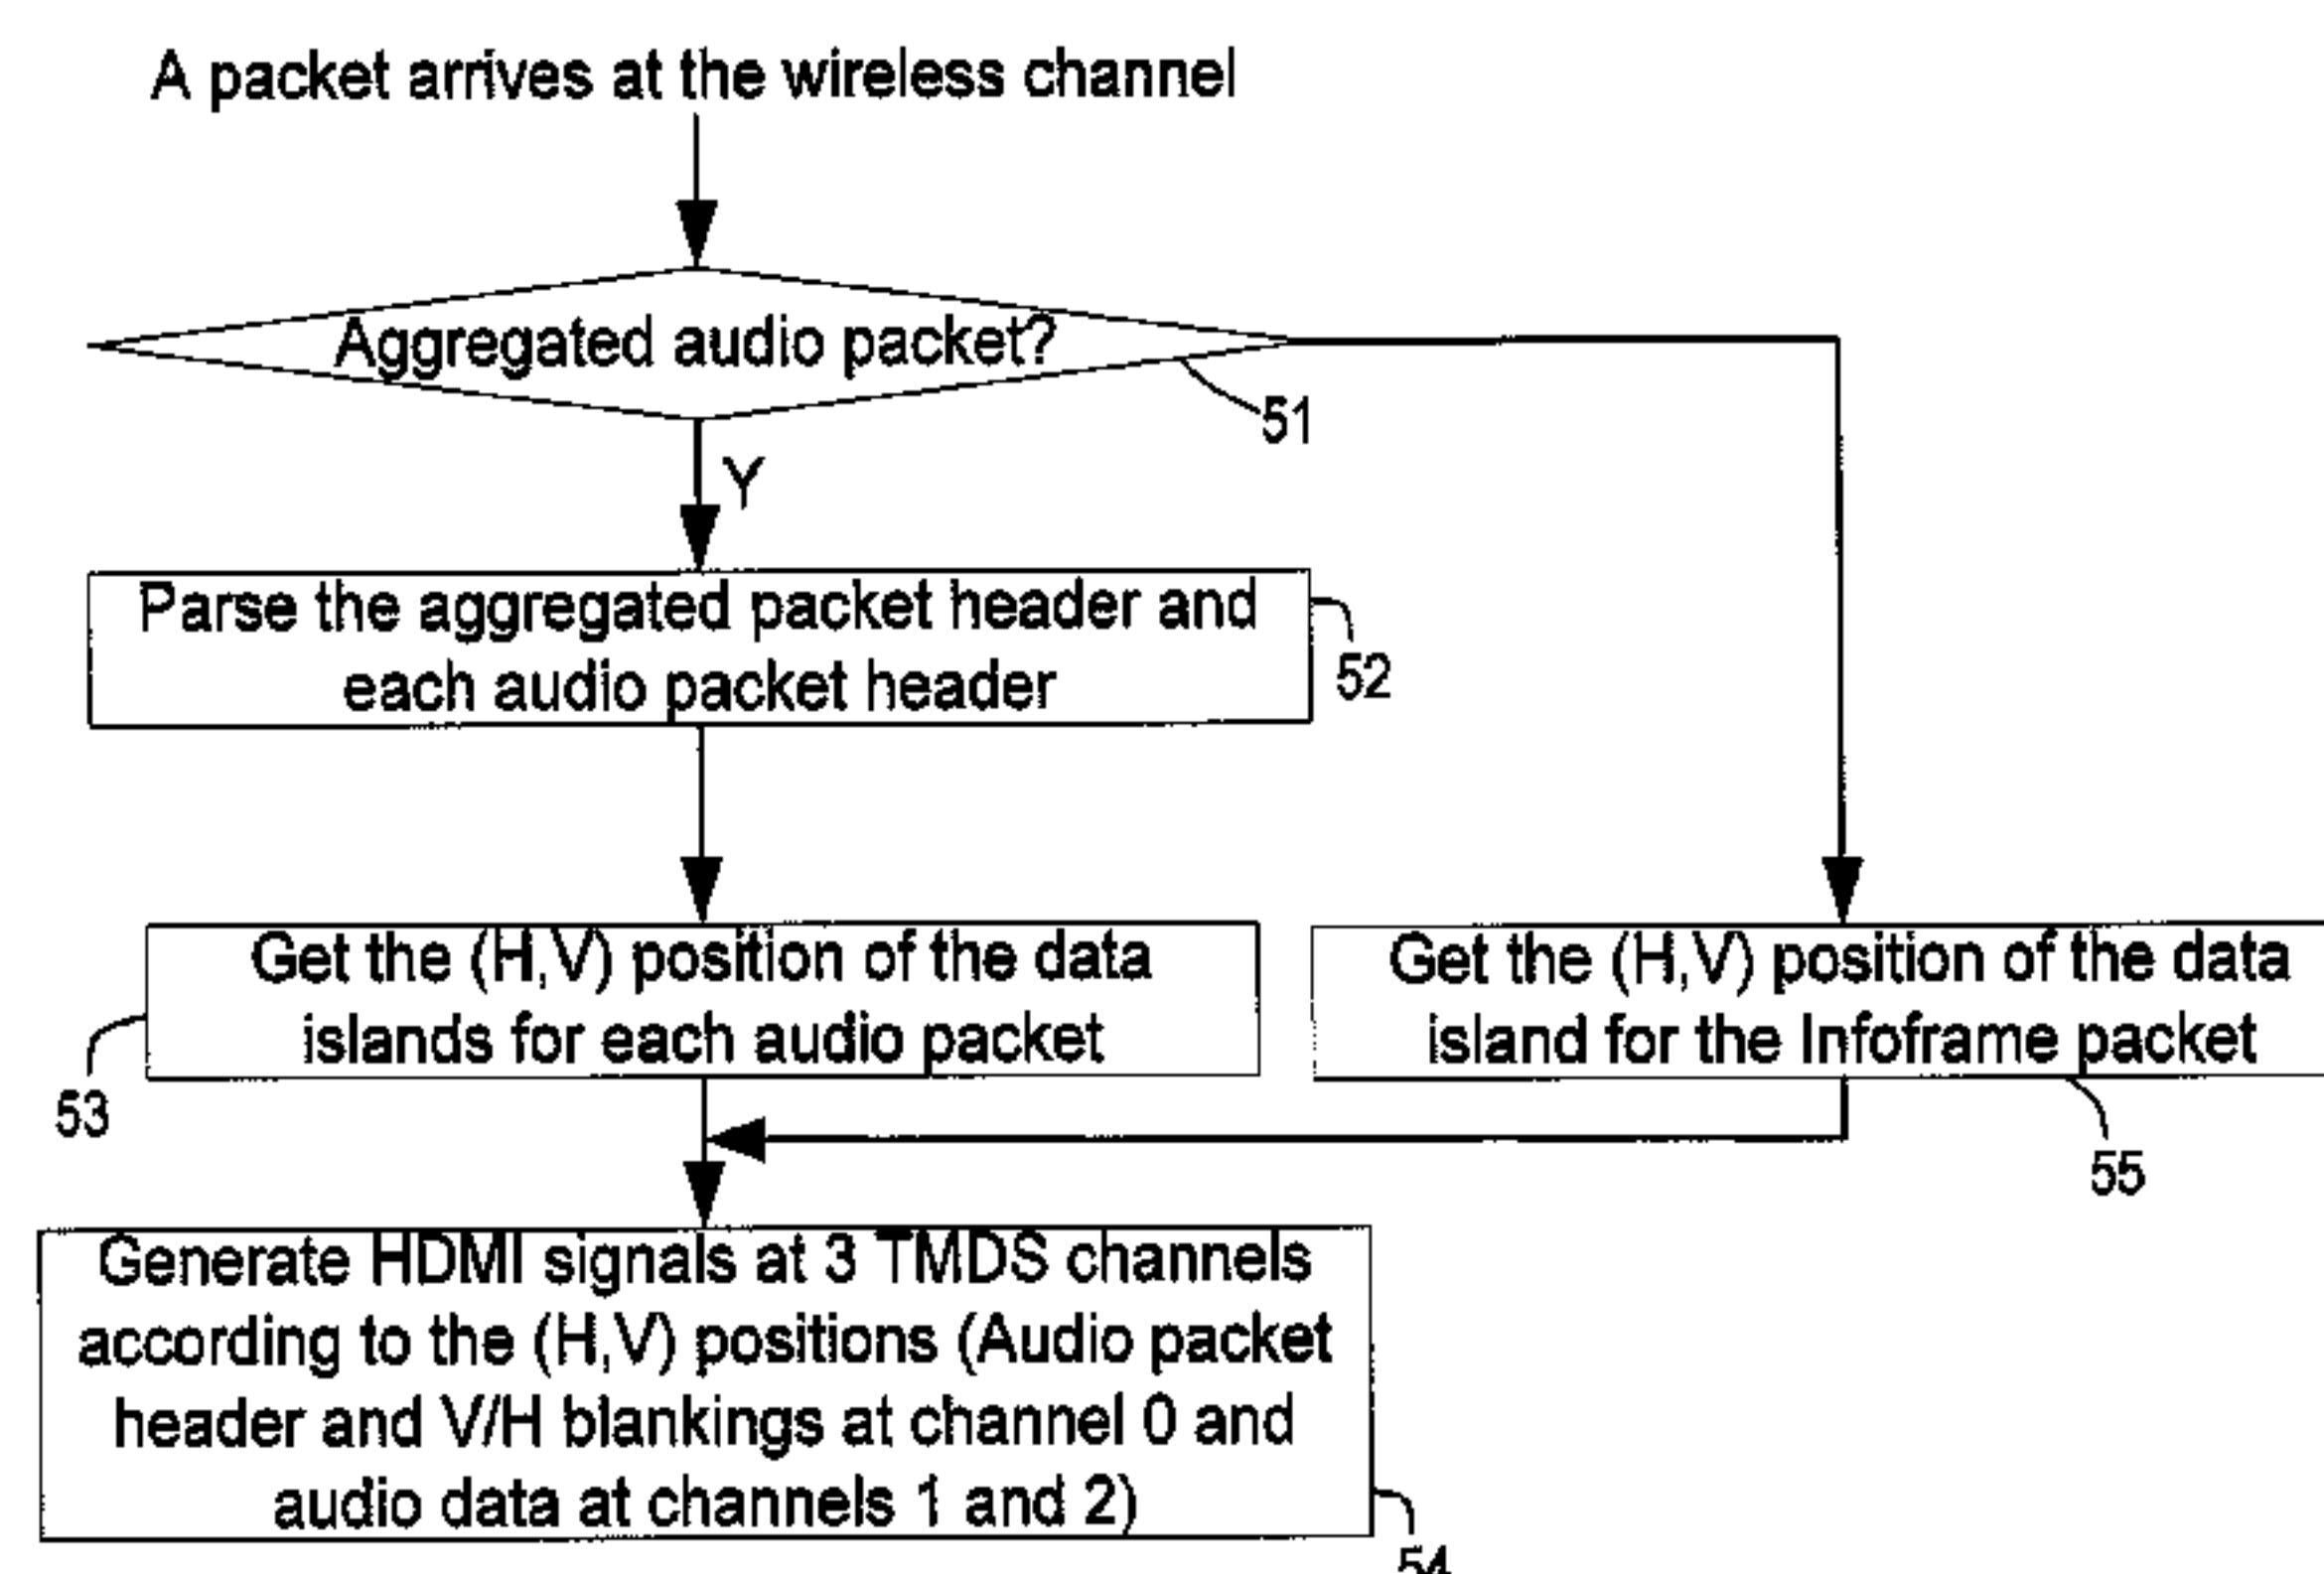 A packet arrives at the wireless channel
Aggregated audio packet?
51
Y
Parse the aggregated packet header and
each audio packet header
52
Get the (H,V) position of the data
islands for each audio packet
53
Get the (H,V) position of the data
island for the Infoframe packet
55
Generate HDMI signals at 3 TMDS channels
according to the (H,V) positions (Audio packet
header and V/H blankings at channel 0 and
audio data at channels 1 and 2)
54